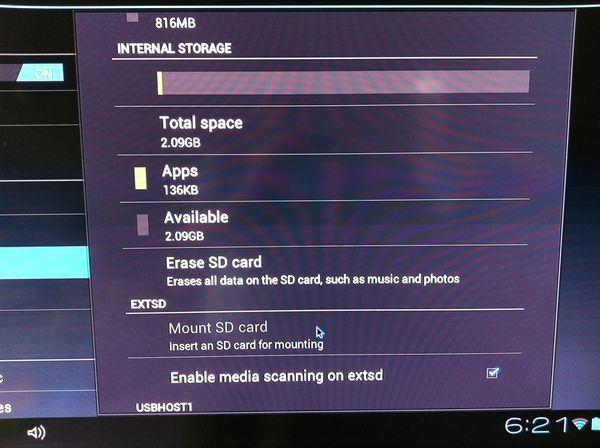 816MB
INTERNAL STORAGE
ON
Total space
2.09GB
Apps
136KB
Available
2.09GB
Erase SD card
Erases all data on the SD card, such as music and photos
EXTSD
Mount SD card
Insert an SD card for mounting
Enable media scanning on extsd
USBHOST1
6:21